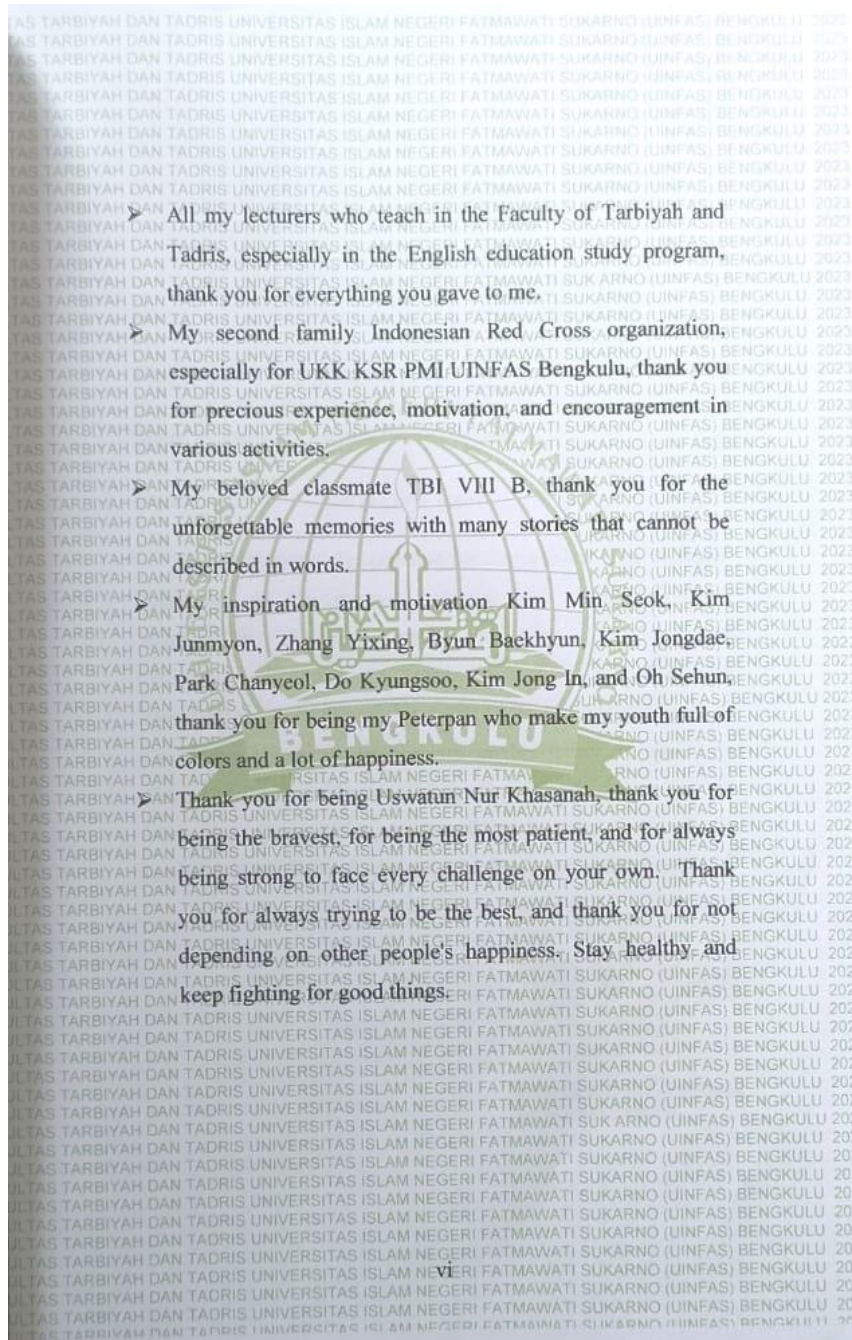 ➢ All my lecturers who teach in the Faculty of Tarbiyah and
Tadris, especially in the English education study program,
thank you for everything you gave to me.
➢ My second family Indonesian Red Cross organization,
especially for UKK KSR PMI UINFAS Bengkulu, thank you
for precious experience, motivation, and encouragement in
various activities.
➢ My beloved classmate TBI VIII B, thank you for the
unforgettable memories with many stories that cannot be
described in words.
➢ My inspiration and motivation Kim Min Seok, Kim
Junmyon, Zhang Yixing, Byun Baekhyun, Kim Jongdae,
Park Chanyeol, Do Kyungsoo, Kim Jong In, and Oh Sehun,
thank you for being my Peterpan who make my youth full of
colors and a lot of happiness.
➢ Thank you for being Uswatun Nur Khasanah, thank you for
being the bravest, for being the most patient, and for always
being strong to face every challenge on your own. Thank
you for always trying to be the best, and thank you for not
depending on other people's happiness. Stay healthy and
keep fighting for good things.
BENGKULU
vi